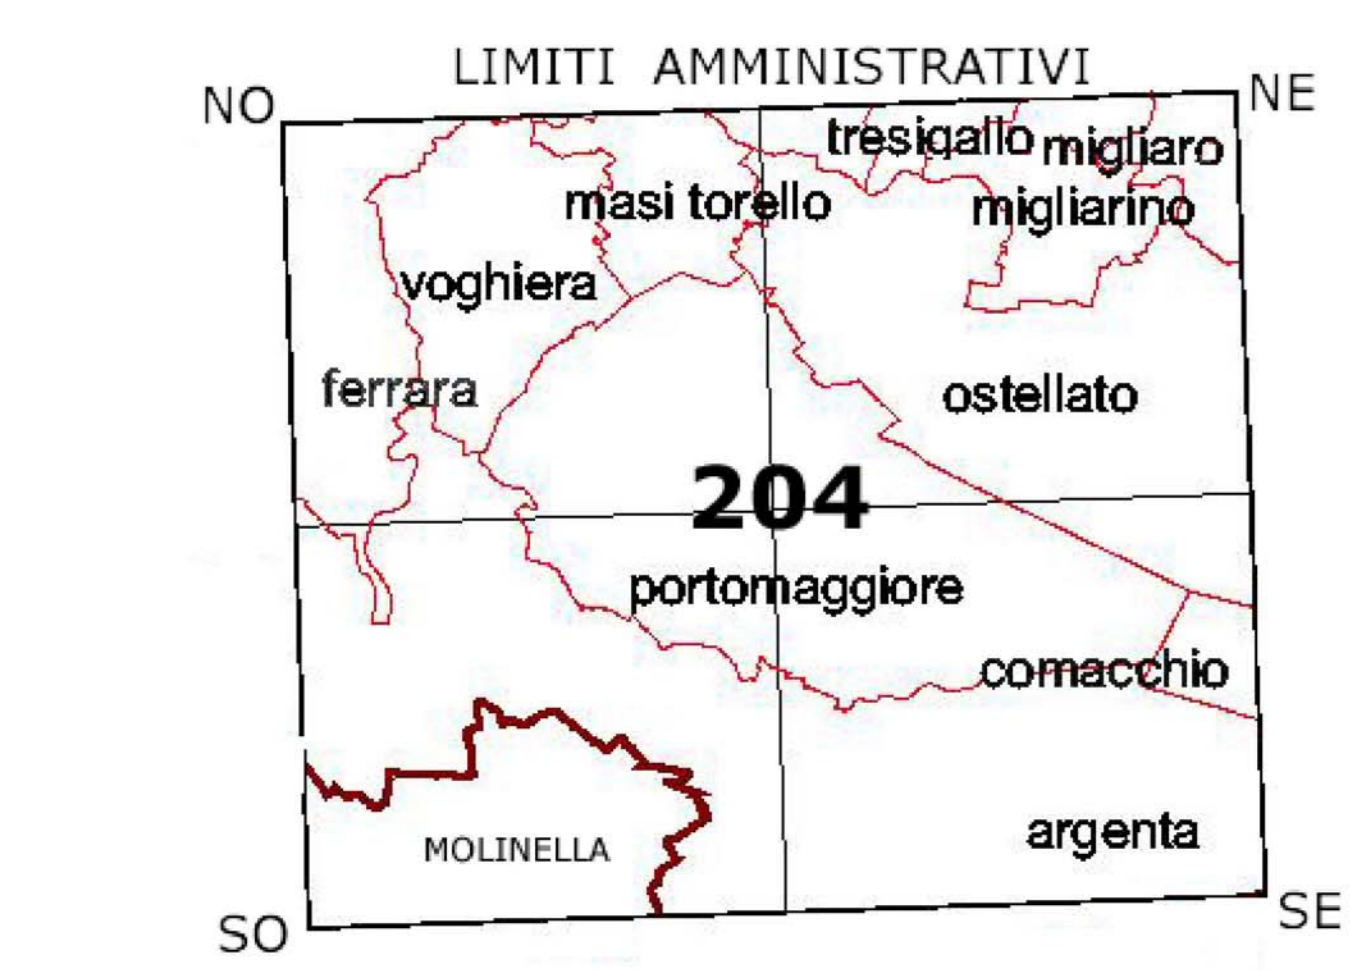 LIMITI AMMINISTRATIVI
NO
NE
tresigallo
migliaro
masi torello
migliarino
voghiera
ferrara
ostellato
204
portomaggiore
comacchio
argenta
MOLINELLA
SO
SE